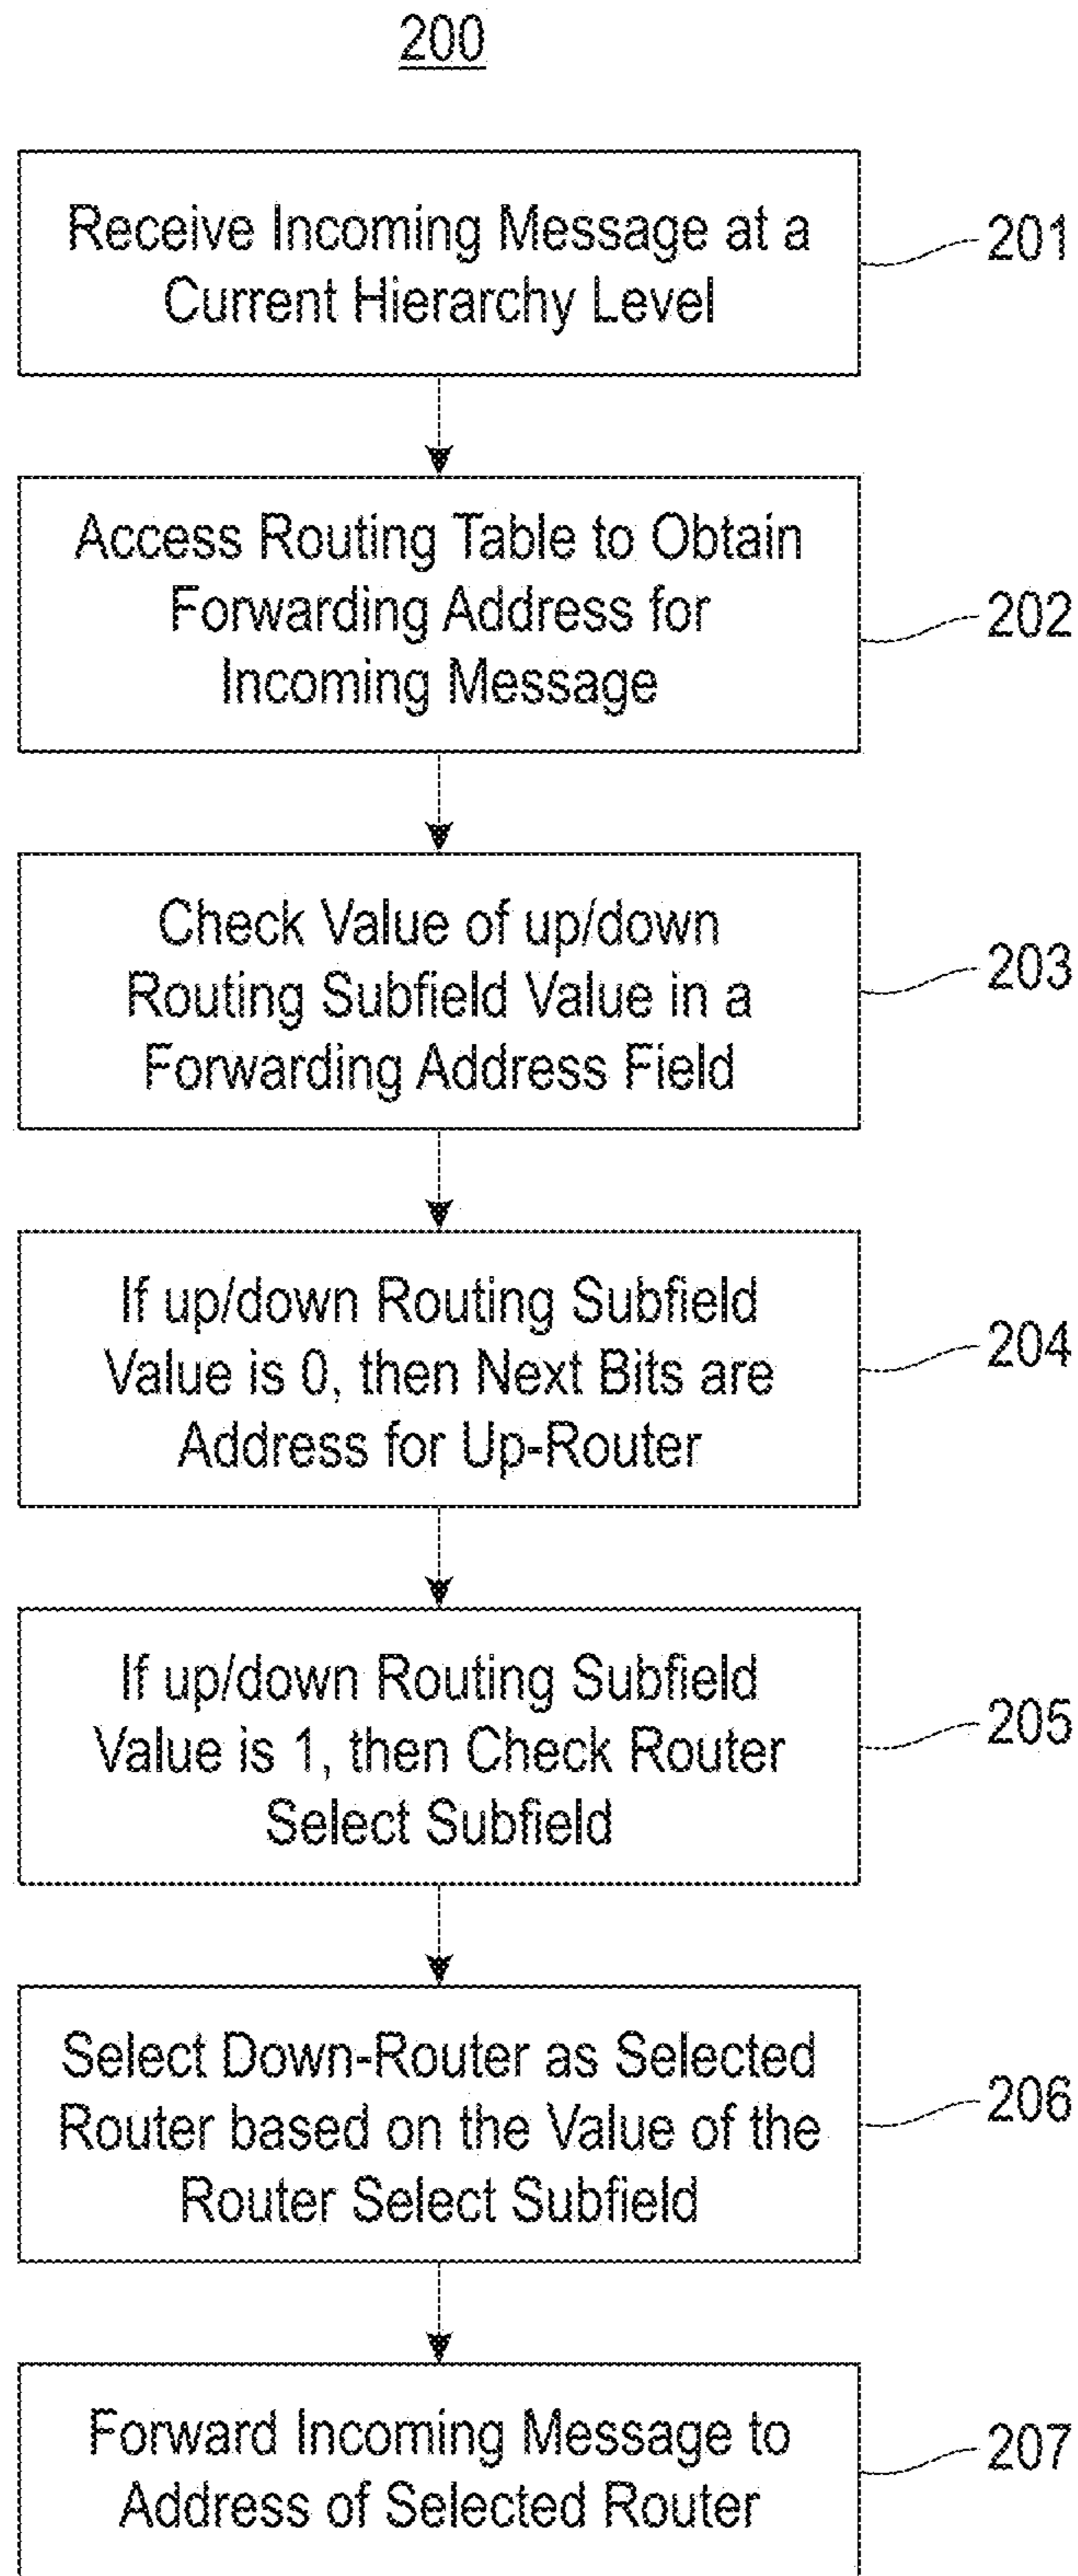 200
Receive Incoming Message at a
Current Hierarchy Level
201
Access Routing Table to Obtain
Forwarding Address for
Incoming Message
202
Check Value of up/down
Routing Subfield Value in a
Forwarding Address Field
203
If up/down Routing Subfield
Value is 0, then Next Bits are
Address for Up-Router
204
If up/down Routing Subfield
Value is 1, then Check Router
Select Subfield
205
Select Down-Router as Selected
Router based on the Value of the
Router Select Subfield
206
Forward Incoming Message to
Address of Selected Router
207